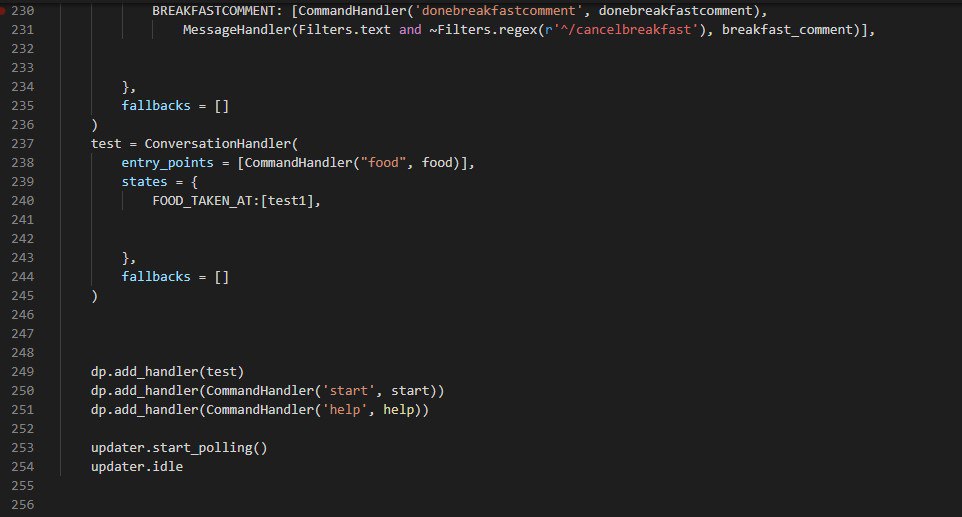 230 BREAKFASTCOMMENT: [CommandHandler('donebreakfastcomment', donebreakfastcomment),
231 MessageHandler(Filters.text and ~Filters.regex(r'^/cancelbreakfast'), breakfast_comment)],
232
233
234 },
235 fallbacks = []
236 )
237 test = ConversationHandler(
238 entry_points = [CommandHandler("food", food)],
239 states = {
240 FOOD_TAKEN_AT:[test1],
241
242
243 },
244 fallbacks = []
245 )
246
247
248
249 dp.add_handler(test)
250 dp.add_handler(CommandHandler('start', start))
251 dp.add_handler(CommandHandler('help', help))
252
253 updater.start_polling()
254 updater.idle
255
256